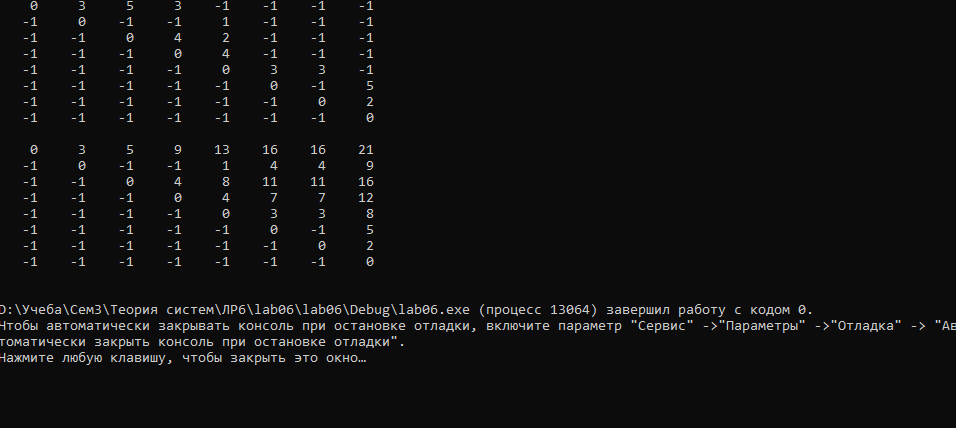 0 3 5 3 -1 -1 -1 -1
-1 0 -1 -1 1 -1 -1 -1
-1 -1 0 4 2 -1 -1 -1
-1 -1 -1 0 4 -1 -1 -1
-1 -1 -1 -1 0 3 3 -1
-1 -1 -1 -1 -1 0 -1 5
-1 -1 -1 -1 -1 -1 0 2
-1 -1 -1 -1 -1 -1 -1 0
0 3 5 9 13 16 16 21
-1 0 -1 -1 1 4 4 9
-1 -1 0 4 8 11 11 16
-1 -1 -1 0 4 7 7 12
-1 -1 -1 -1 0 3 3 8
-1 -1 -1 -1 -1 0 -1 5
-1 -1 -1 -1 -1 -1 0 2
-1 -1 -1 -1 -1 -1 -1 0
D:\Учеба\Сем3\Теория систем\ЛР6\lab06\lab06\Debug\lab06.exe (процесс 13064) завершил работу с кодом 0.
Чтобы автоматически закрывать консоль при остановке отладки, включите параметр "Сервис" ->"Параметры" ->"Отладка" -> "Ав
томатически закрыть консоль при остановке отладки".
Нажмите любую клавишу, чтобы закрыть это окно…